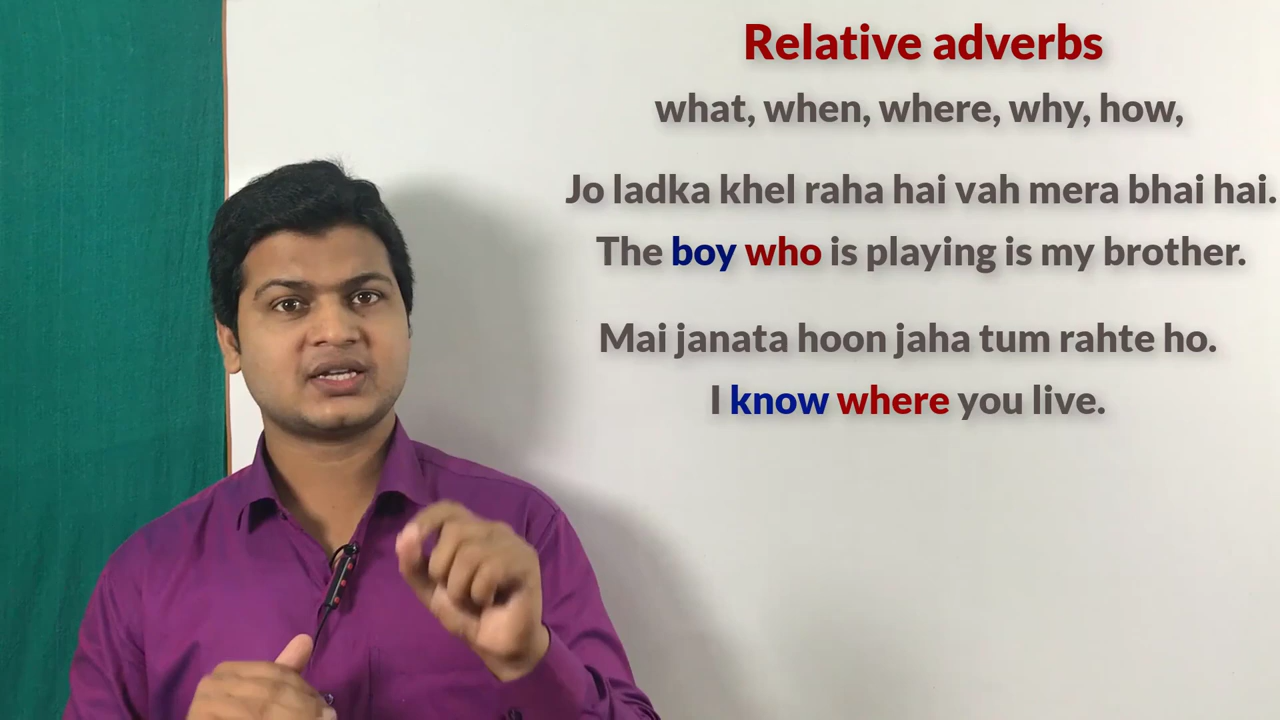 Relative adverbs
what, when, where, why, how,
Jo ladka khel raha hai vah mera bhai hai.
The boy who is playing is my brother.
Mai janata hoon jaha tum rahte ho.
I know where you live.